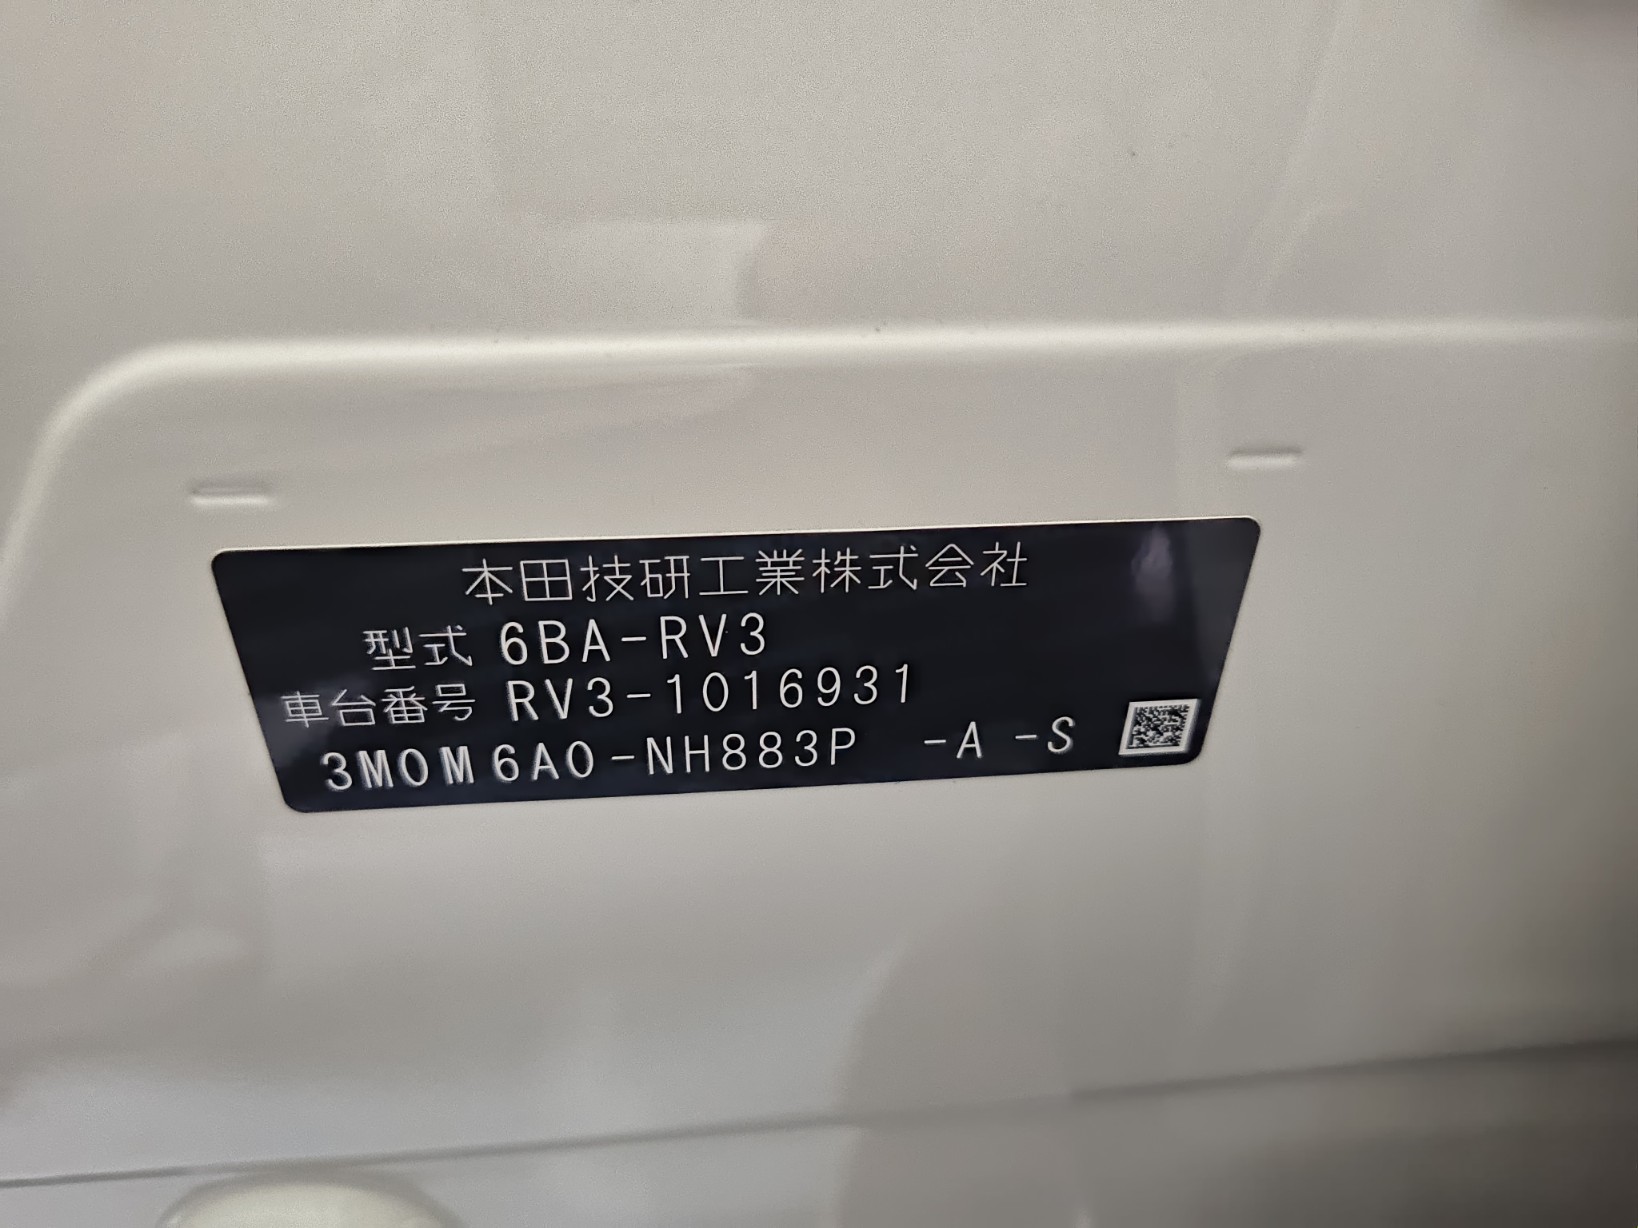 本田技研工業株式会社
型式 6BA-RV3
車台番号 RV3-1016931
3M0M6A0-NH883P -A -S